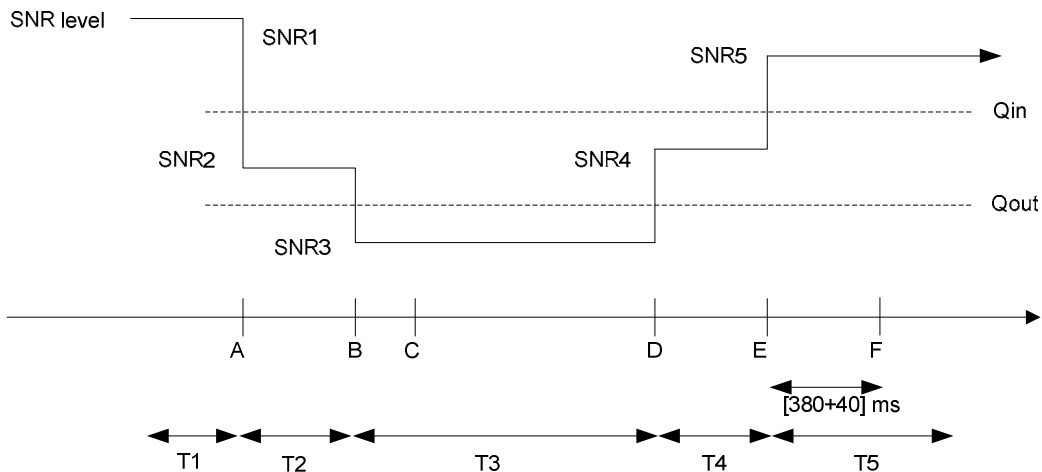 SNR level
SNR1
SNR5
Qin
SNR2
SNR4
Qout
SNR3
A
B
C
D
E
F
[380+40] ms
T1
T2
T3
T4
T5